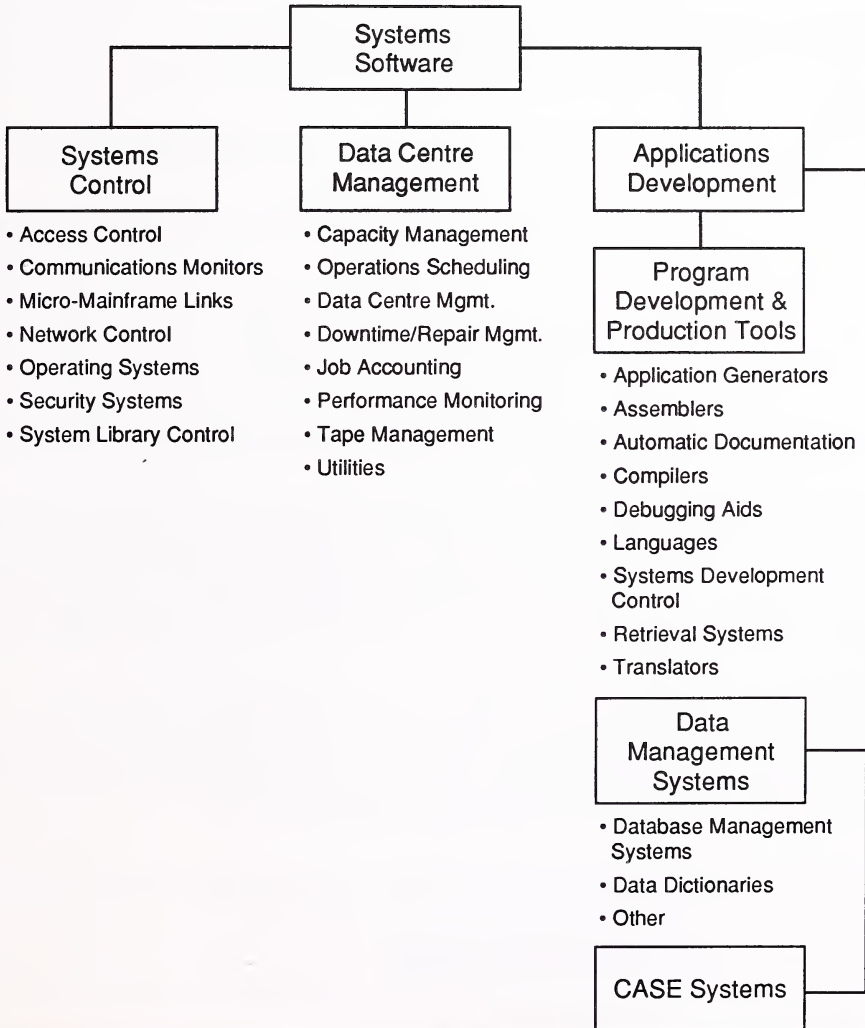 Systems
Software
Systems
Control
• Access Control
• Communications Monitors
• Micro-Mainframe Links
• Network Control
• Operating Systems
• Security Systems
• System Library Control
Data Centre
Management
• Capacity Management
• Operations Scheduling
• Data Centre Mgmt.
• Downtime/Repair Mgmt.
• Job Accounting
• Performance Monitoring
• Tape Management
• Utilities
Applications
Development
Program
Development &
Production Tools
• Application Generators
• Assemblers
• Automatic Documentation
• Compilers
• Debugging Aids
• Languages
• Systems Development
Control
• Retrieval Systems
• Translators
Data
Management
Systems
• Database Management
Systems
• Data Dictionaries
• Other
CASE Systems